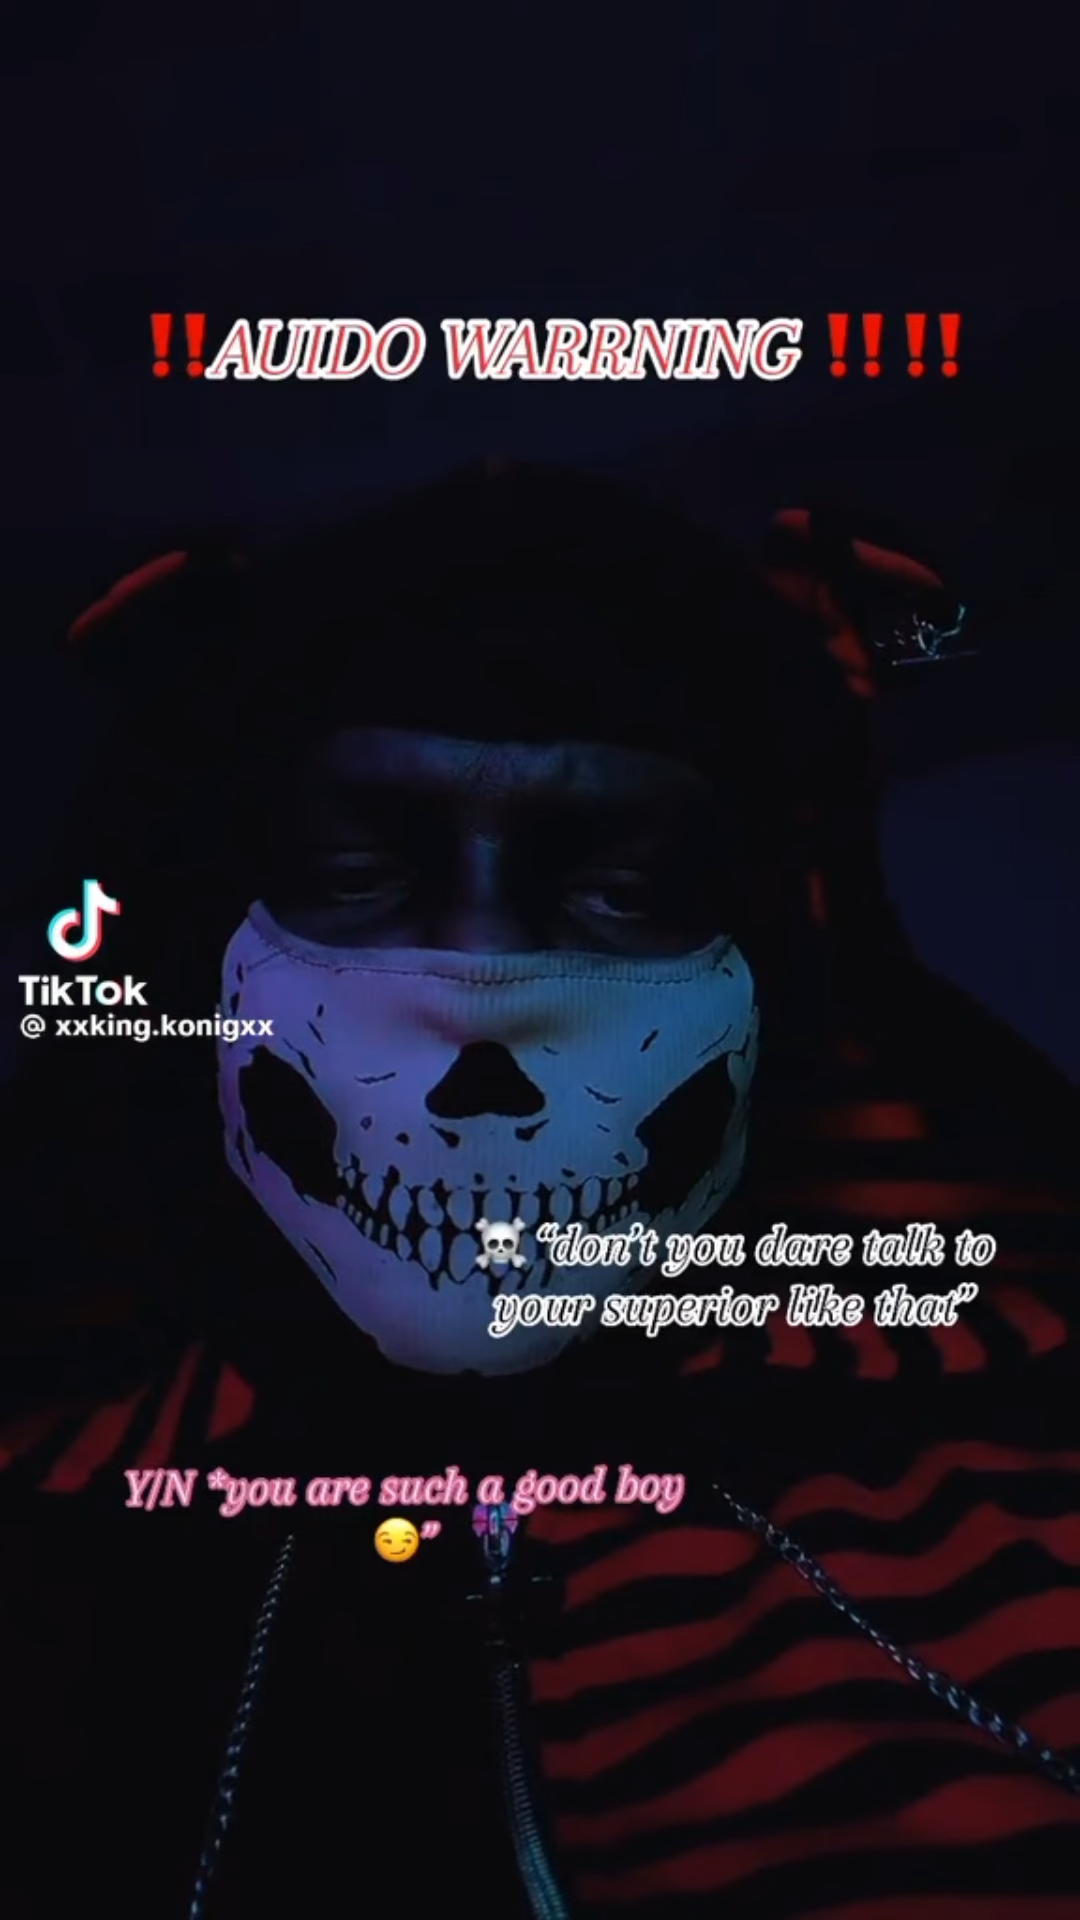 ‼️AUIDO WARRNING ‼️‼️
TikTok
@ xxking.konigxx
☠️“don't you dare talk to
your superior like that”
Y/N *you are such a good boy
😏”